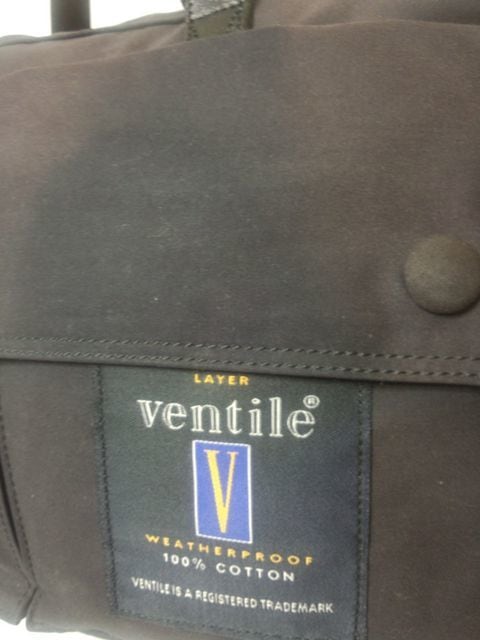 LAYER
ventile®
V
WEATHERPROOF
100% COTTON
VENTILE IS A REGISTERED TRADEMARK